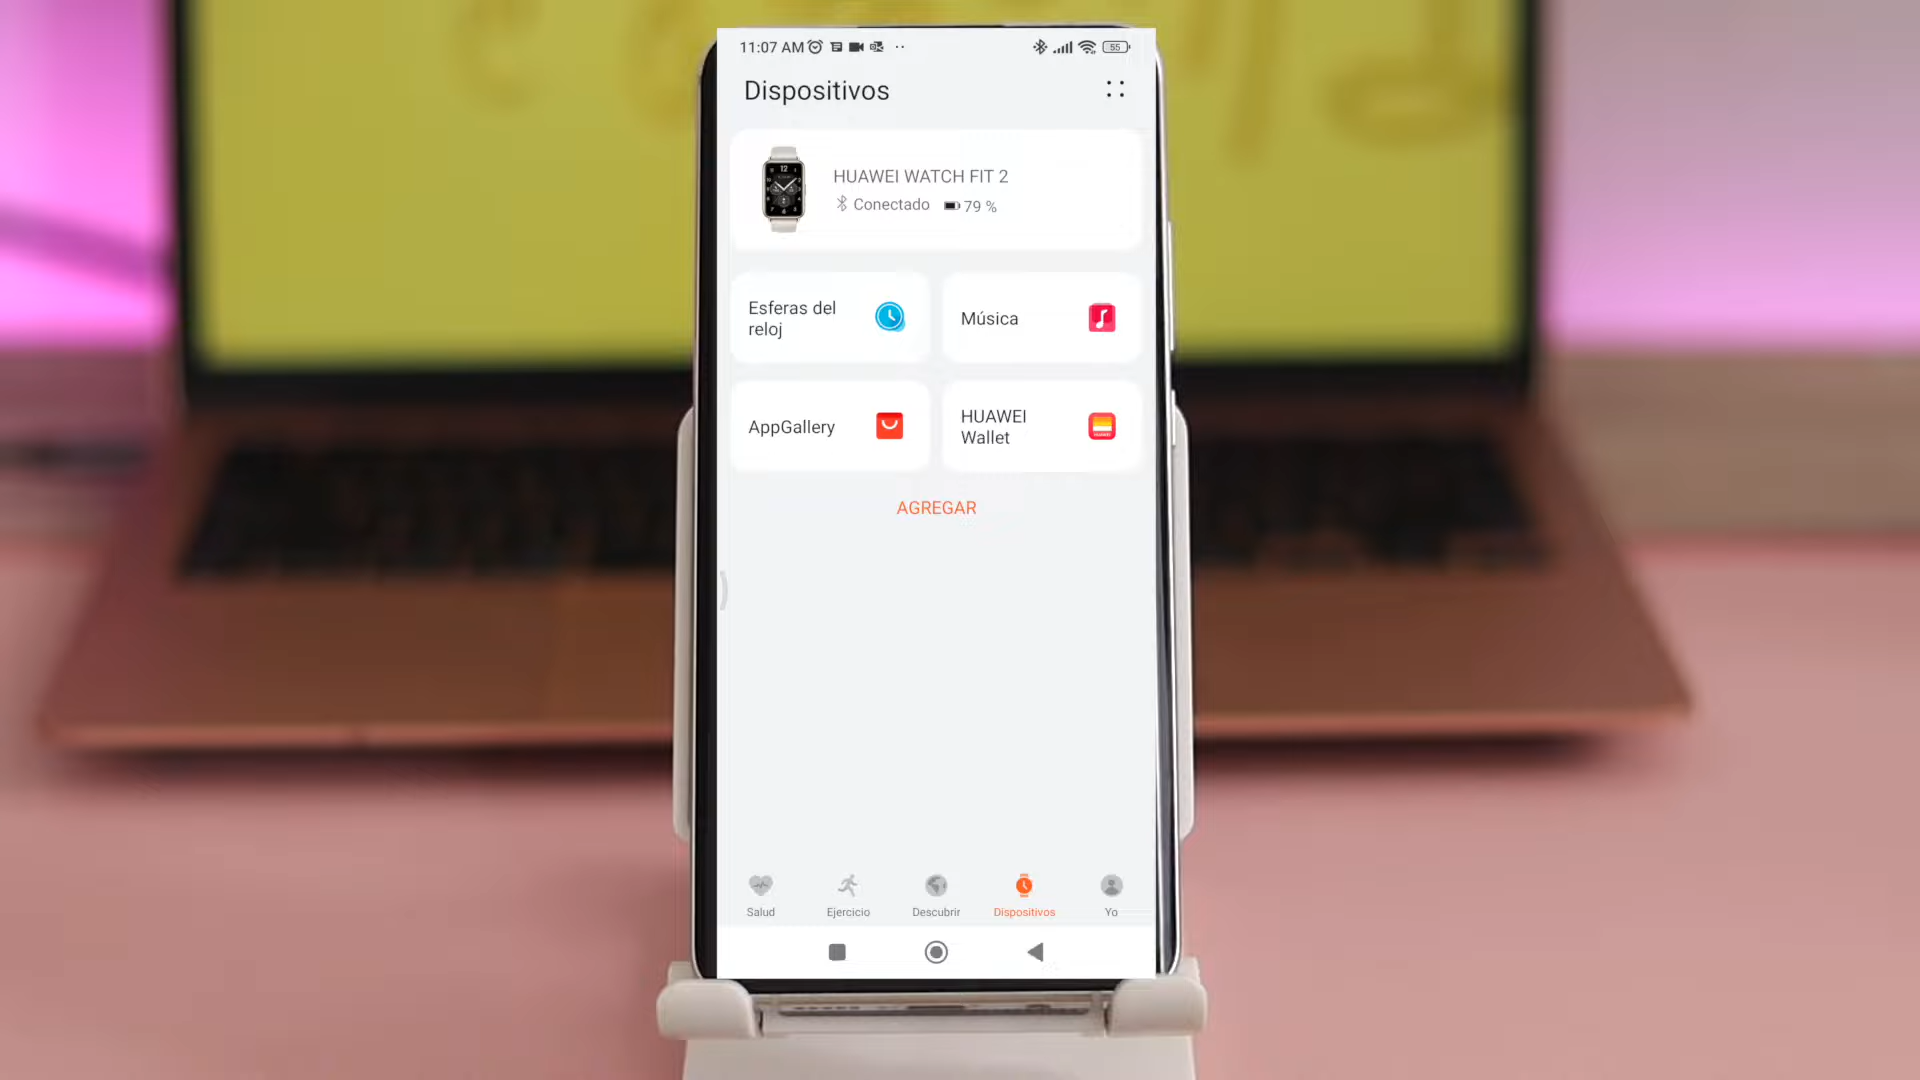 11:07 AM
55
Dispositivos
HUAWEI WATCH FIT 2
Conectado 79 %
Esferas del
reloj
Música
AppGallery
HUAWEI
Wallet
AGREGAR
Salud
Ejercicio
Descubrir
Dispositivos
Yo